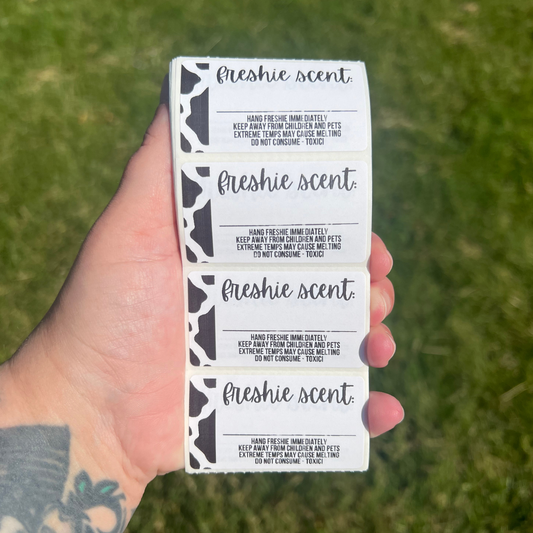 freshie scent:
HANG FRESHIE IMMEDIATELY
KEEP AWAY FROM CHILDREN AND PETS
EXTREME TEMPS MAY CAUSE MELTING
DO NOT CONSUME - TOXIC!
freshie scent:
HANG FRESHIE IMMEDIATELY
KEEP AWAY FROM CHILDREN AND PETS
EXTREME TEMPS MAY CAUSE MELTING
DO NOT CONSUME - TOXIC!
freshie scent:
HANG FRESHIE IMMEDIATELY
KEEP AWAY FROM CHILDREN AND PETS
EXTREME TEMPS MAY CAUSE MELTING
DO NOT CONSUME - TOXIC!
freshie scent:
HANG FRESHIE IMMEDIATELY
KEEP AWAY FROM CHILDREN AND PETS
EXTREME TEMPS MAY CAUSE MELTING
DO NOT CONSUME - TOXIC!